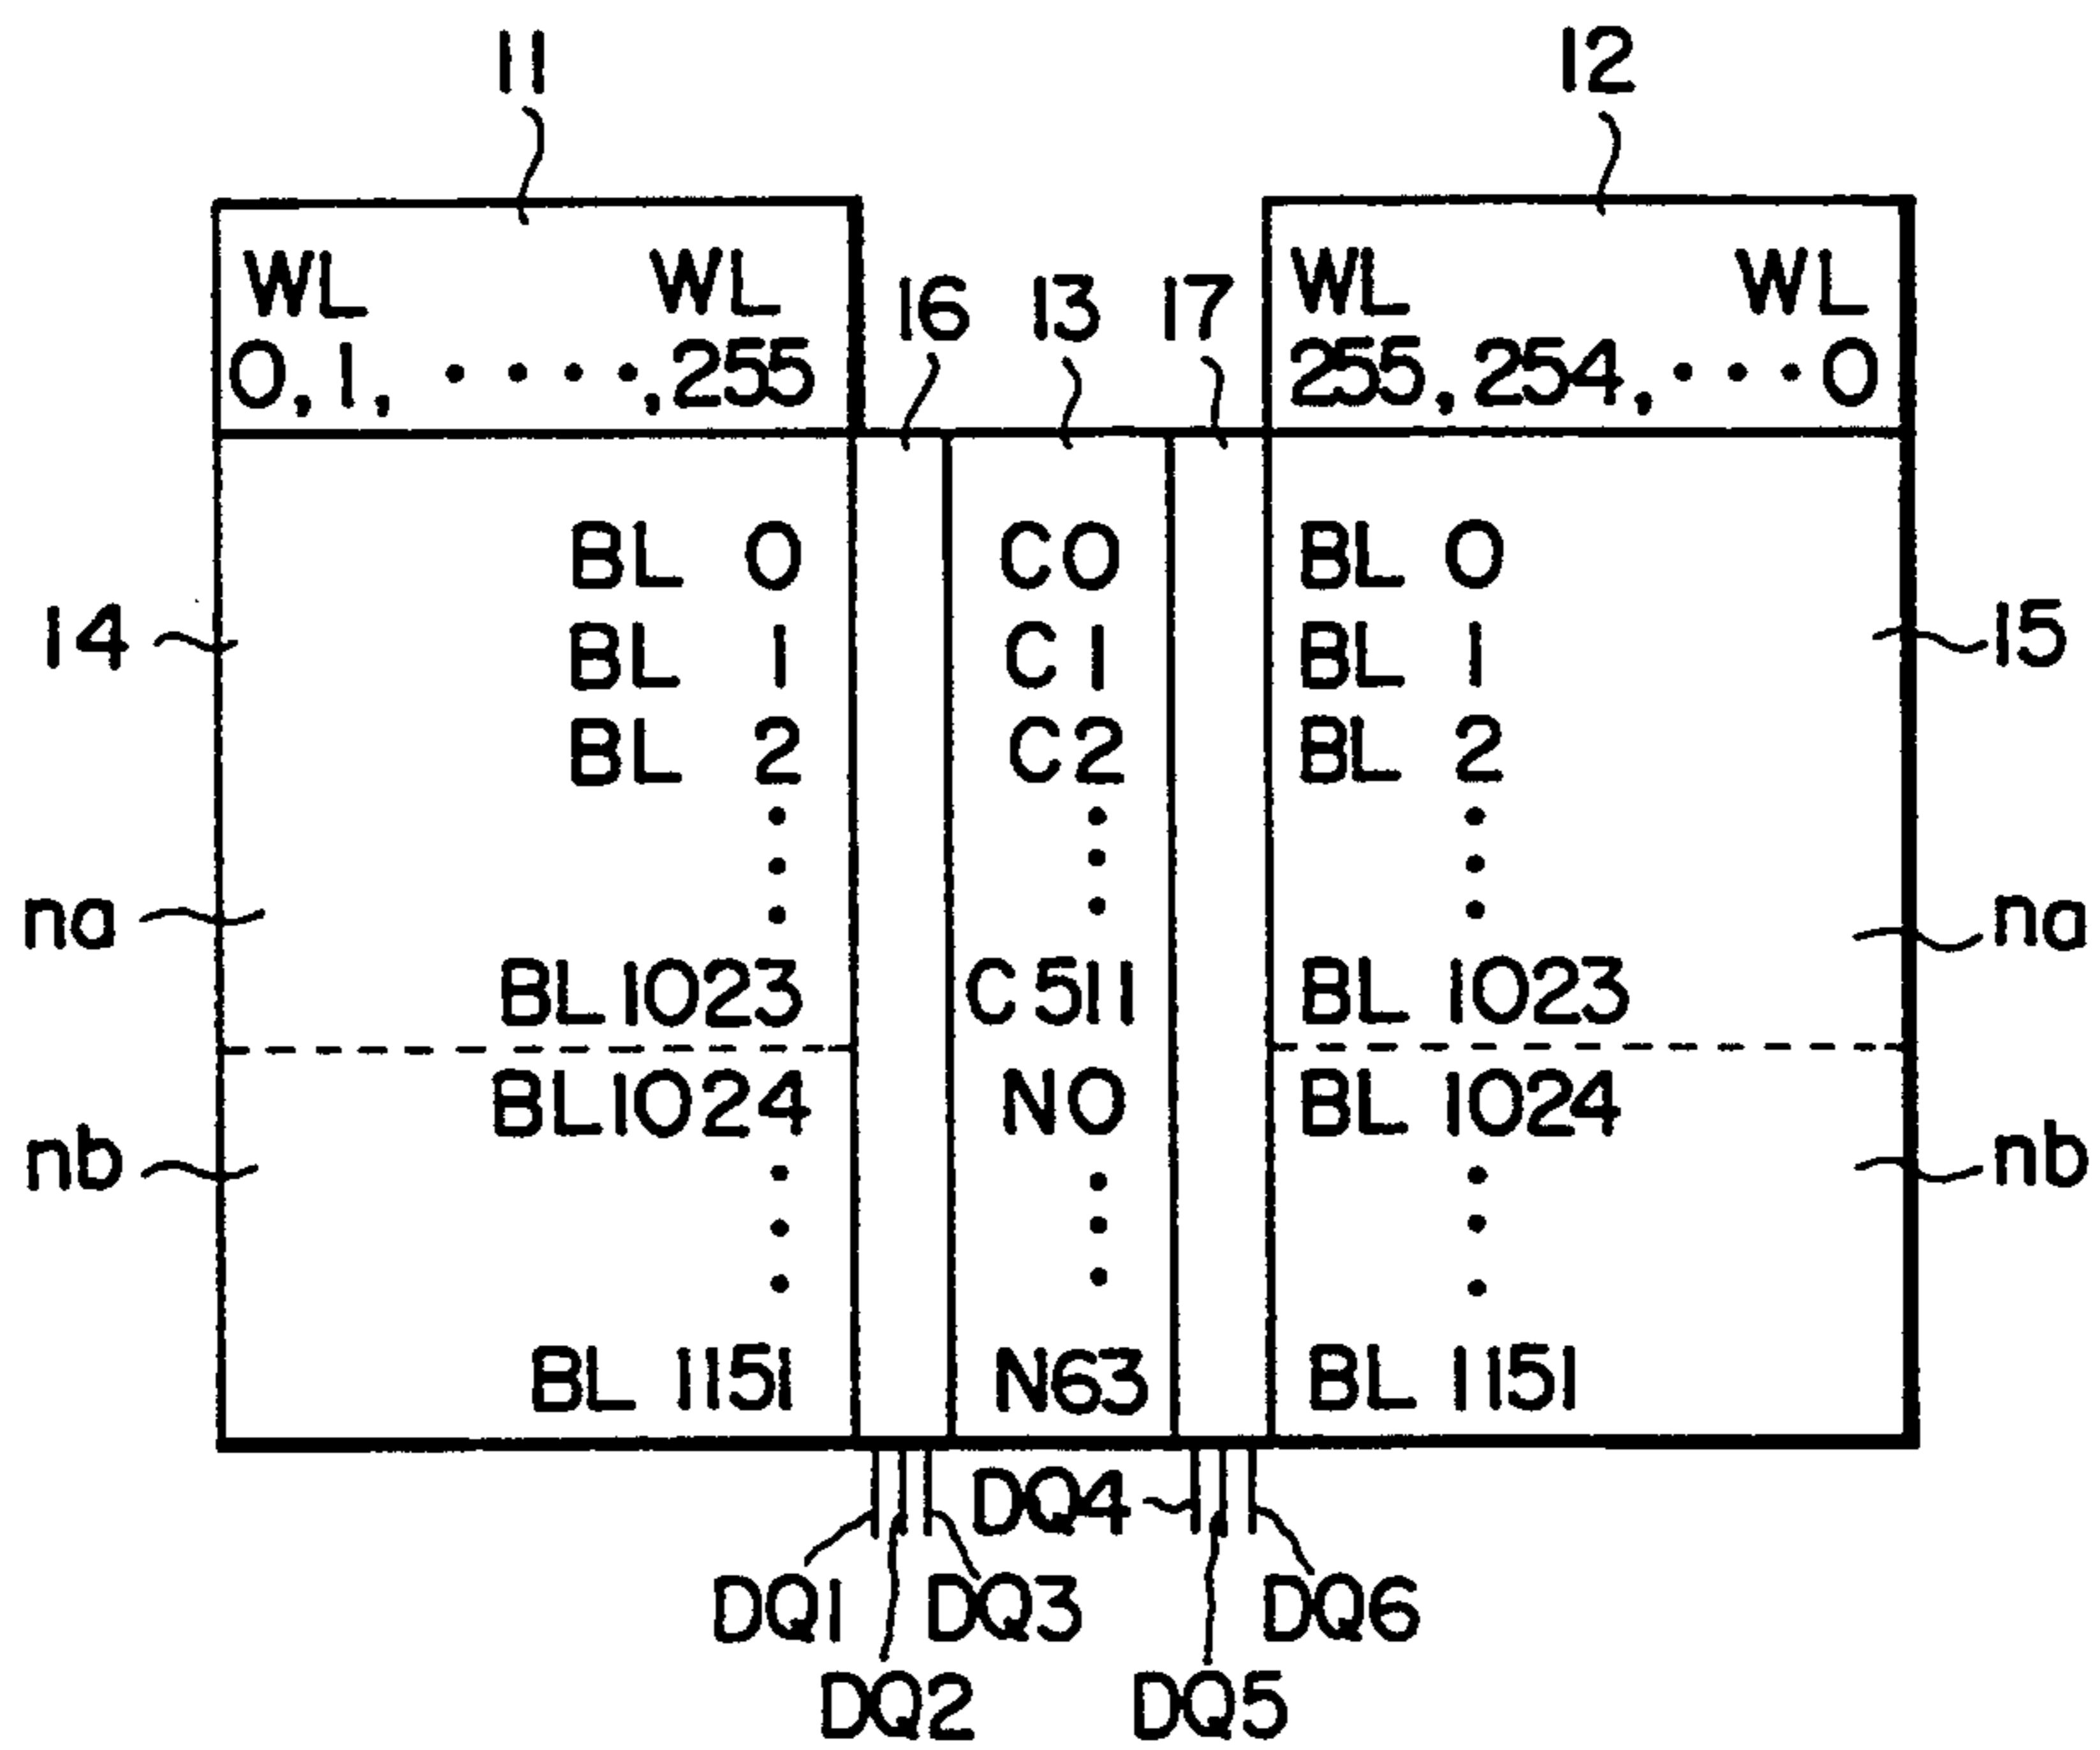 11 12
WL WL
0,1, · · · · ,255
16 13 17
WL WL
255,254, · · · 0
BL 0 C0 BL 0
14 15
BL 1 C1 BL 1
BL 2 C2 BL 2
na na
BL1023 C511 BL 1023
BL1024 N0 BL 1024
nb nb
BL 1151 N63 BL 1151
DQ4
DQ1 DQ3 DQ6
DQ2 DQ5